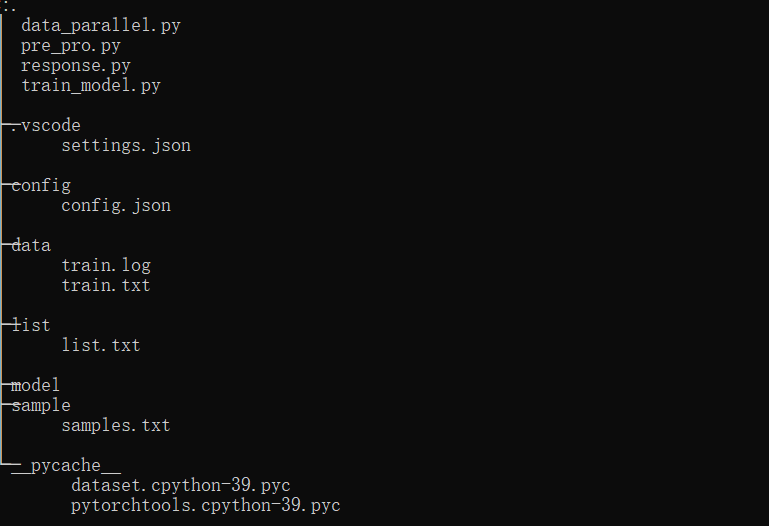 :.
data_parallel.py
pre_pro.py
response.py
train_model.py
.vscode
settings.json
config
config.json
data
train.log
train.txt
list
list.txt
model
sample
samples.txt
__pycache__
dataset.cpython-39.pyc
pytorchtools.cpython-39.pyc